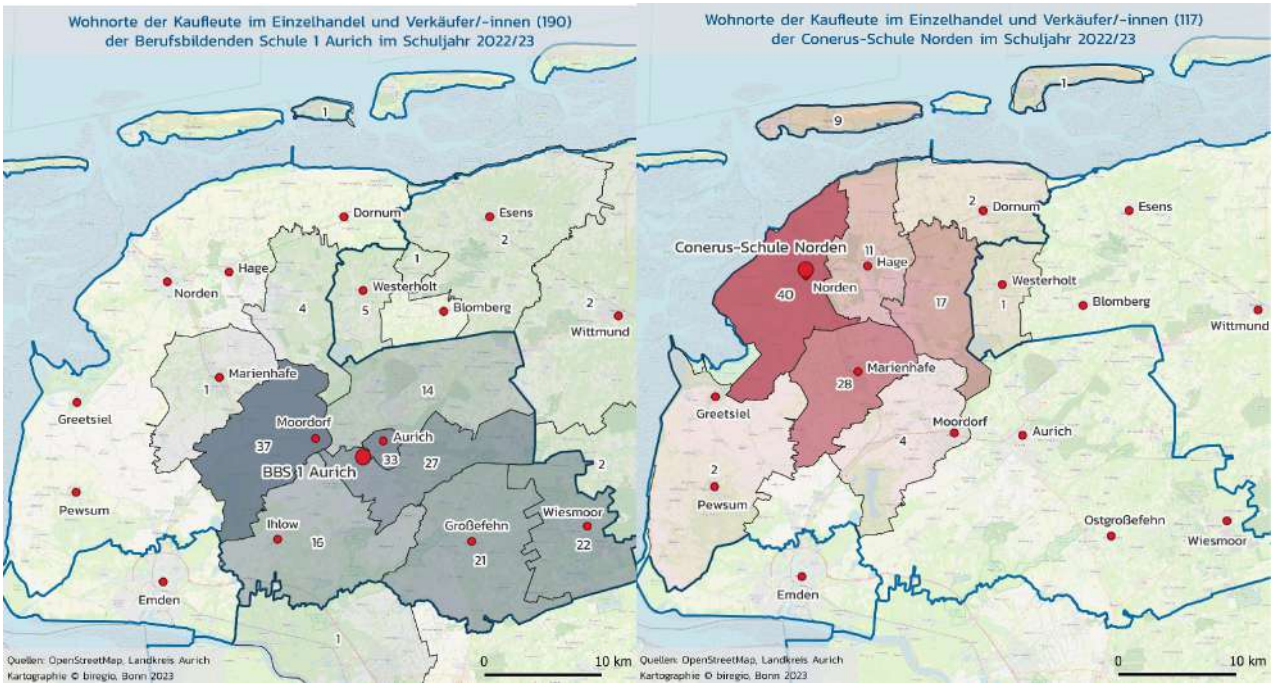 Wohnorte der Kaufleute im Einzelhandel und Verkäufer/-innen (190)
der Berufsbildenden Schule 1 Aurich im Schuljahr 2022/23
1
Dornum
Esens
2
Hage
1
Norden
Westerholt
4
5
Blomberg
2
Wittmund
Marienhafe
1
14
Greetsiel
Moordorf
Aurich
37
33
27
BBS 1 Aurich
2
Pewsum
Wiesmoor
Ihlow
Großefehn
22
16
21
Emden
1
Quellen: OpenStreetMap, Landkreis Aurich
Kartographie © biregio, Bonn 2023
0 10 km
Wohnorte der Kaufleute im Einzelhandel und Verkäufer/-innen (117)
der Conerus-Schule Norden im Schuljahr 2022/23
1
9
2
Dornum
Esens
Conerus-Schule Norden
11
Hage
Norden
40
17
Westerholt
1
Blomberg
Wittmund
Marienhafe
28
Greetsiel
Moordorf
4
Aurich
2
Pewsum
Ostgroßefehn
Wiesmoor
Emden
Quellen: OpenStreetMap, Landkreis Aurich
Kartographie © biregio, Bonn 2023
0 10 km